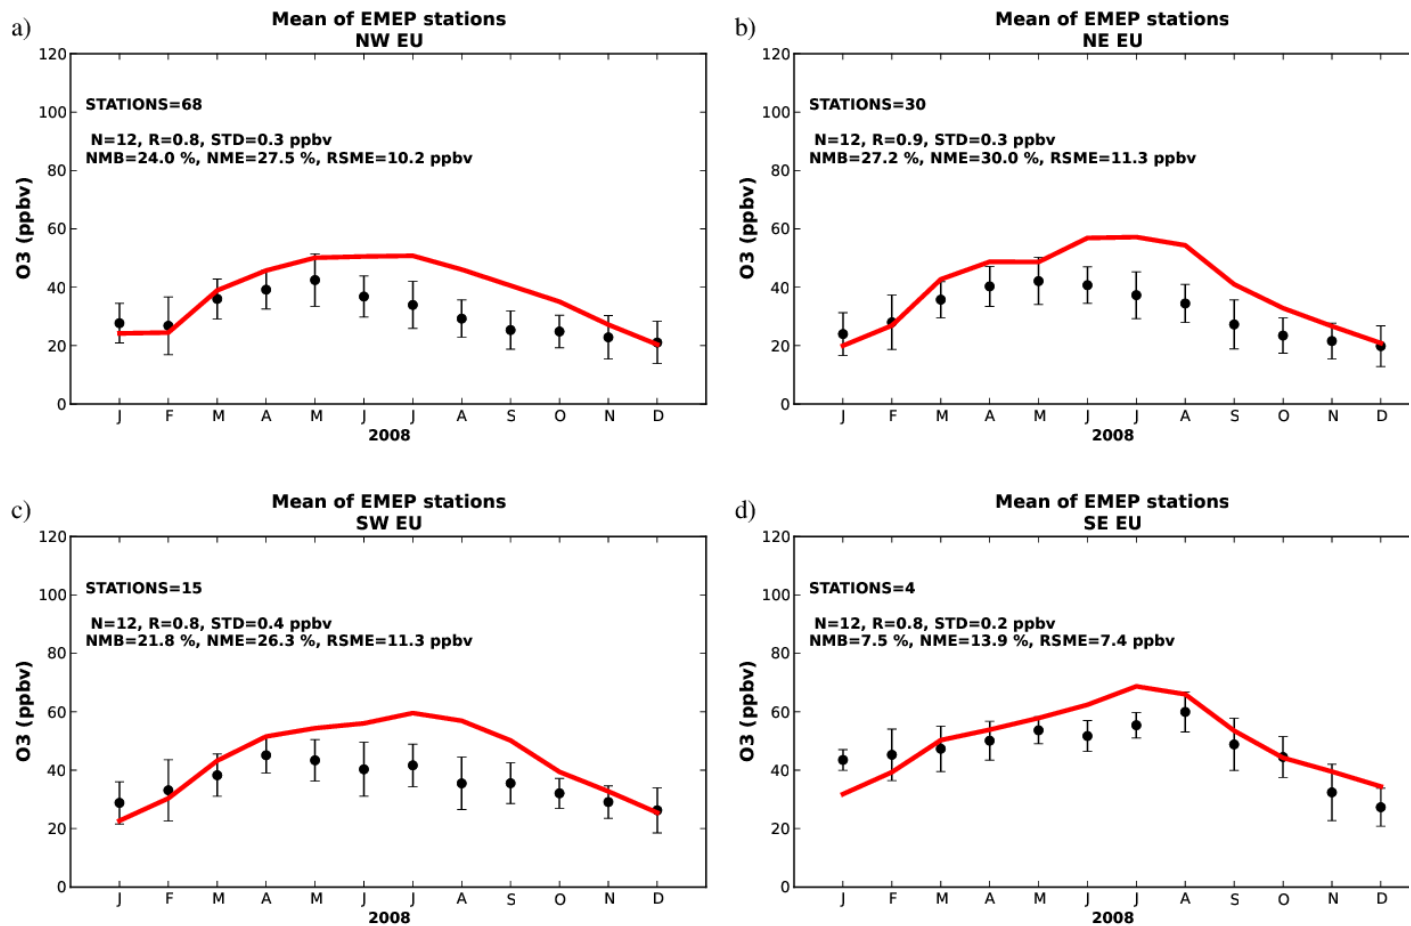 a)
Mean of EMEP stations
NW EU
120
100
80
60
40
20
0
O3 (ppbv)
STATIONS=68
N=12, R=0.8, STD=0.3 ppbv
NMB=24.0 %, NME=27.5 %, RSME=10.2 ppbv
J F M A M J J A S O N D
2008
b)
Mean of EMEP stations
NE EU
120
100
80
60
40
20
0
O3 (ppbv)
STATIONS=30
N=12, R=0.9, STD=0.3 ppbv
NMB=27.2 %, NME=30.0 %, RSME=11.3 ppbv
J F M A M J J A S O N D
2008
c)
Mean of EMEP stations
SW EU
120
100
80
60
40
20
0
O3 (ppbv)
STATIONS=15
N=12, R=0.8, STD=0.4 ppbv
NMB=21.8 %, NME=26.3 %, RSME=11.3 ppbv
J F M A M J J A S O N D
2008
d)
Mean of EMEP stations
SE EU
120
100
80
60
40
20
0
O3 (ppbv)
STATIONS=4
N=12, R=0.8, STD=0.2 ppbv
NMB=7.5 %, NME=13.9 %, RSME=7.4 ppbv
J F M A M J J A S O N D
2008